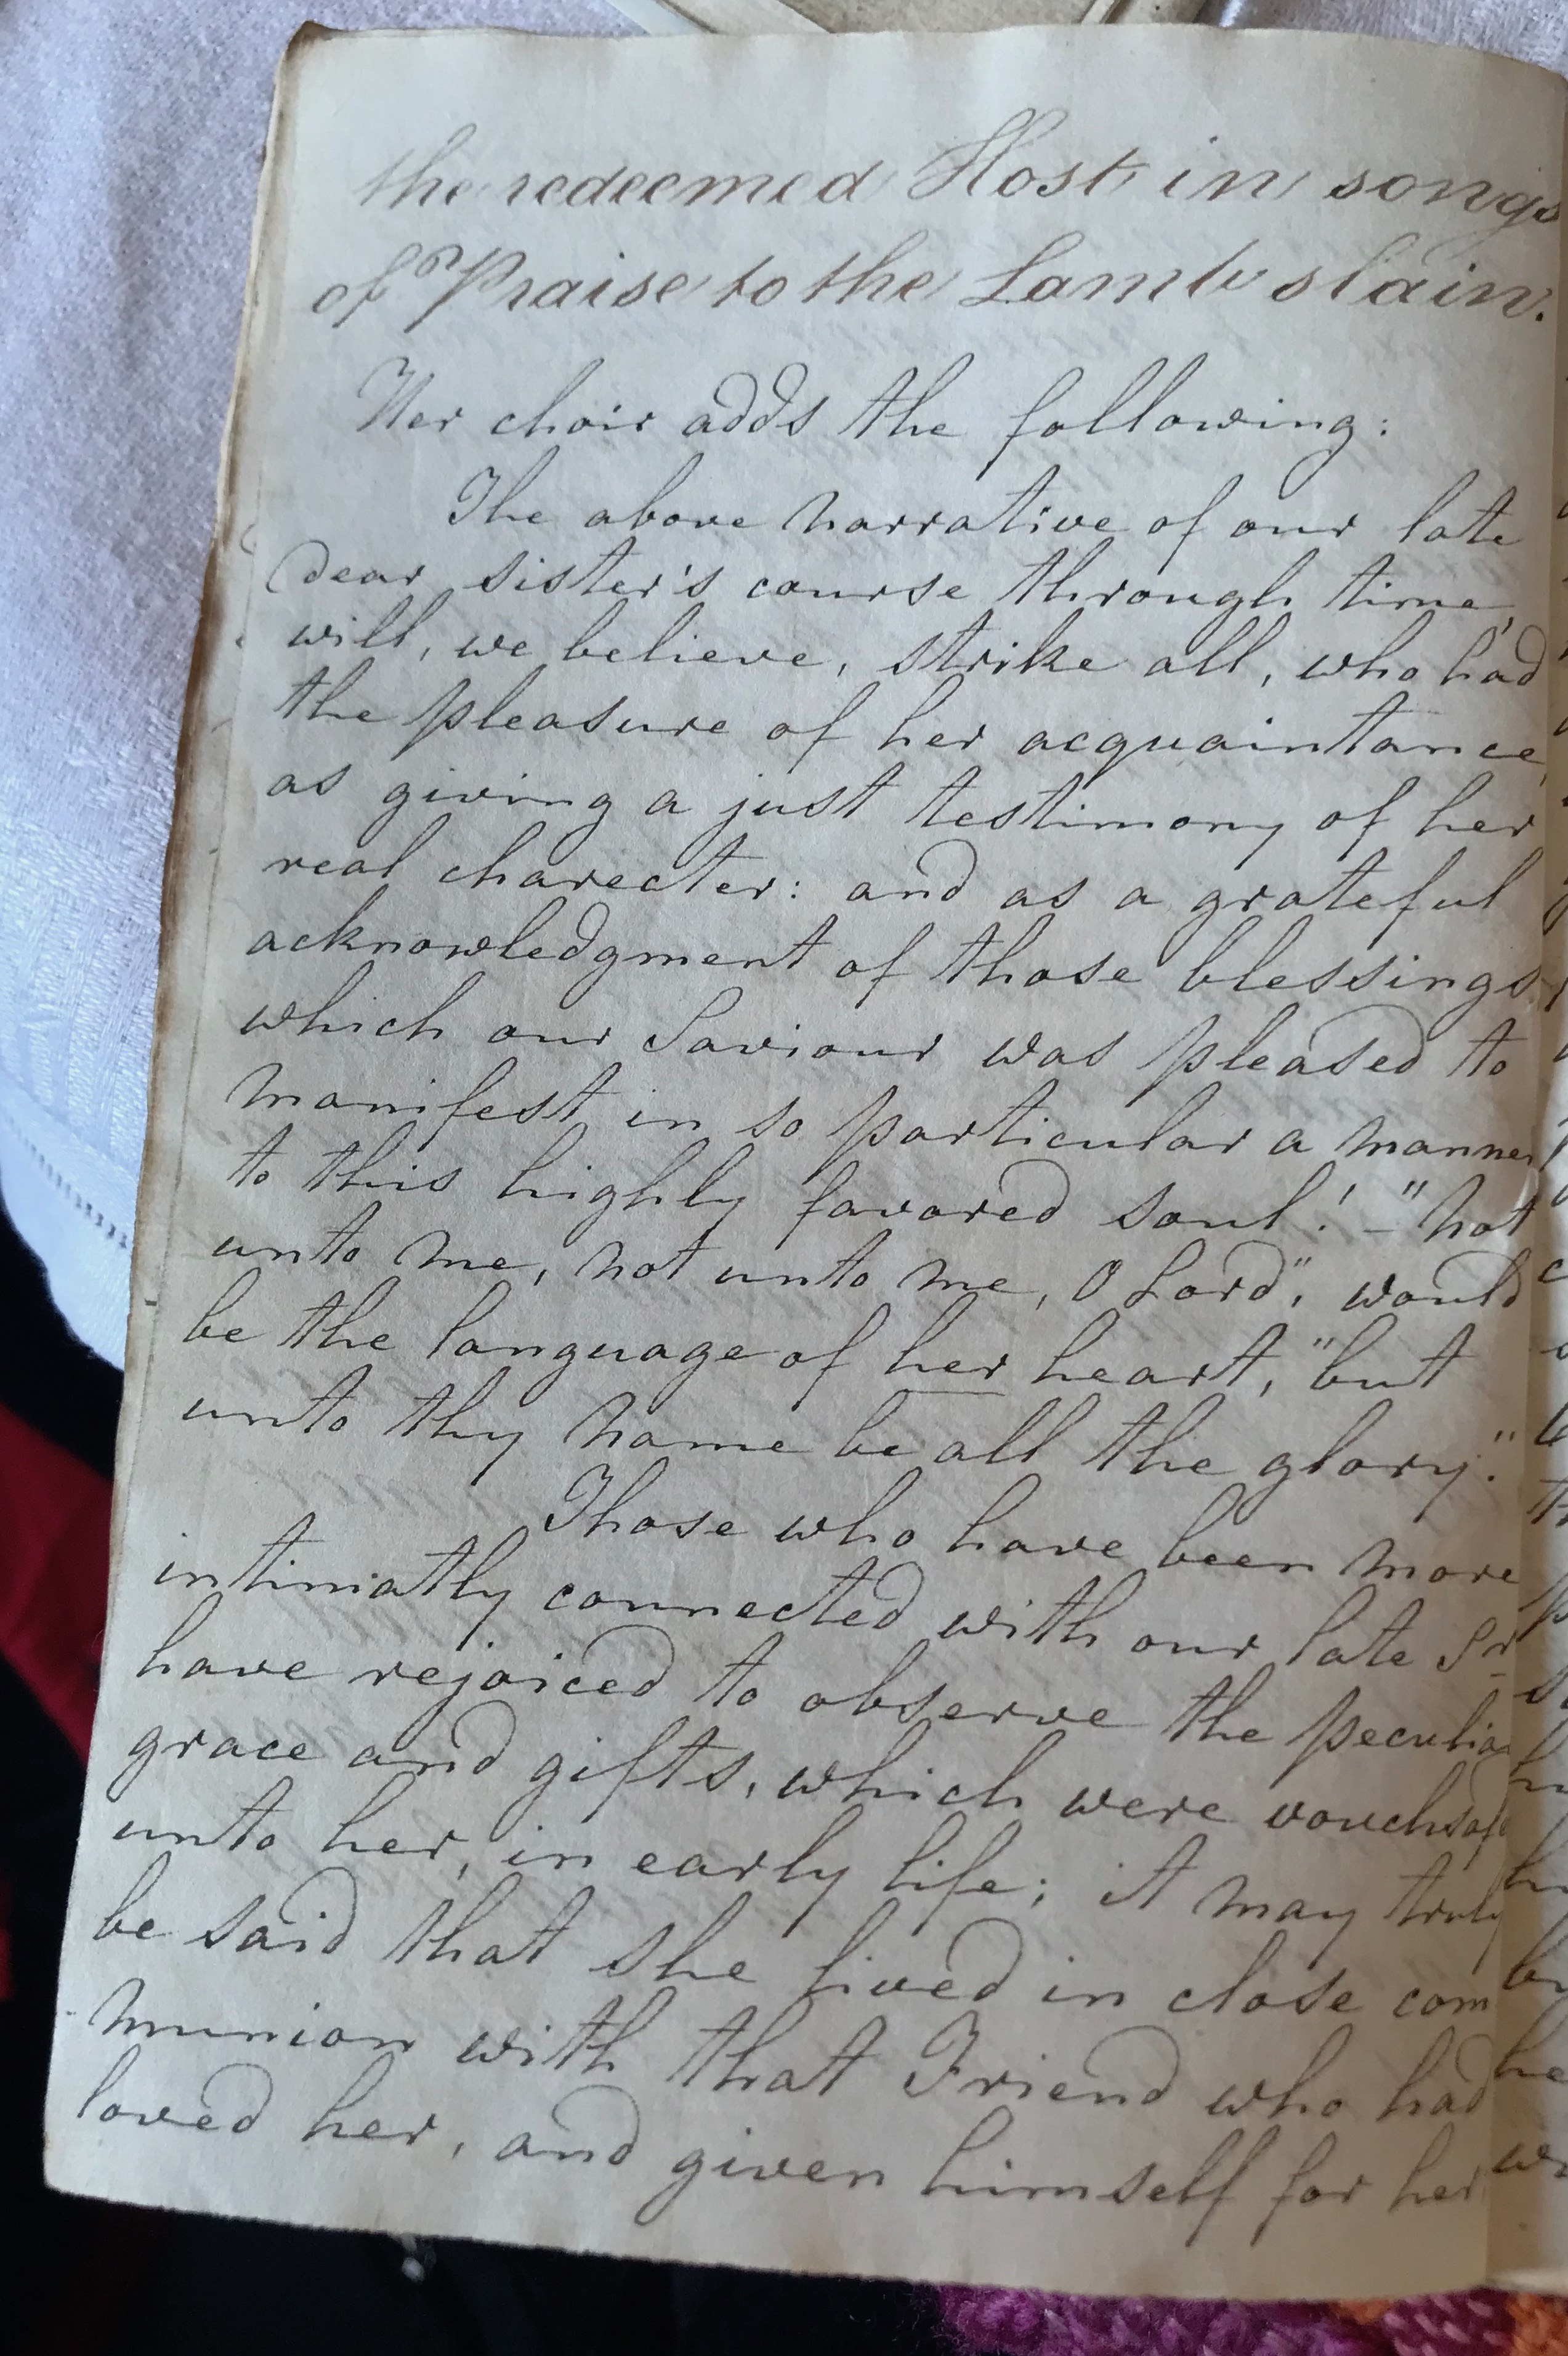 the redeemed Host in songs
of Praise to the Lamb slain.
Her choir adds the following:
The above narrative of our late
dear sister's course through time,
will, we believe, strike all, who had
the pleasure of her acquaintance,
as giving a just testimony of her
real charecter: and as a grateful
acknowledgment of those blessings,
which our Saviour was pleased to
manifest in so particular a manner
to this highly favored soul! - "not
unto me, not unto me, O Lord", would
be the language of her heart, "but
unto thy name be all the glory."
Those who have been more
intimatly connected with our late Sr
have rejoiced to observe the peculiar
grace and gifts, which were vouchsafe
unto her, in early life; it may truly
be said that she lived in close com
munion with that Friend who had
loved her, and given himself for her